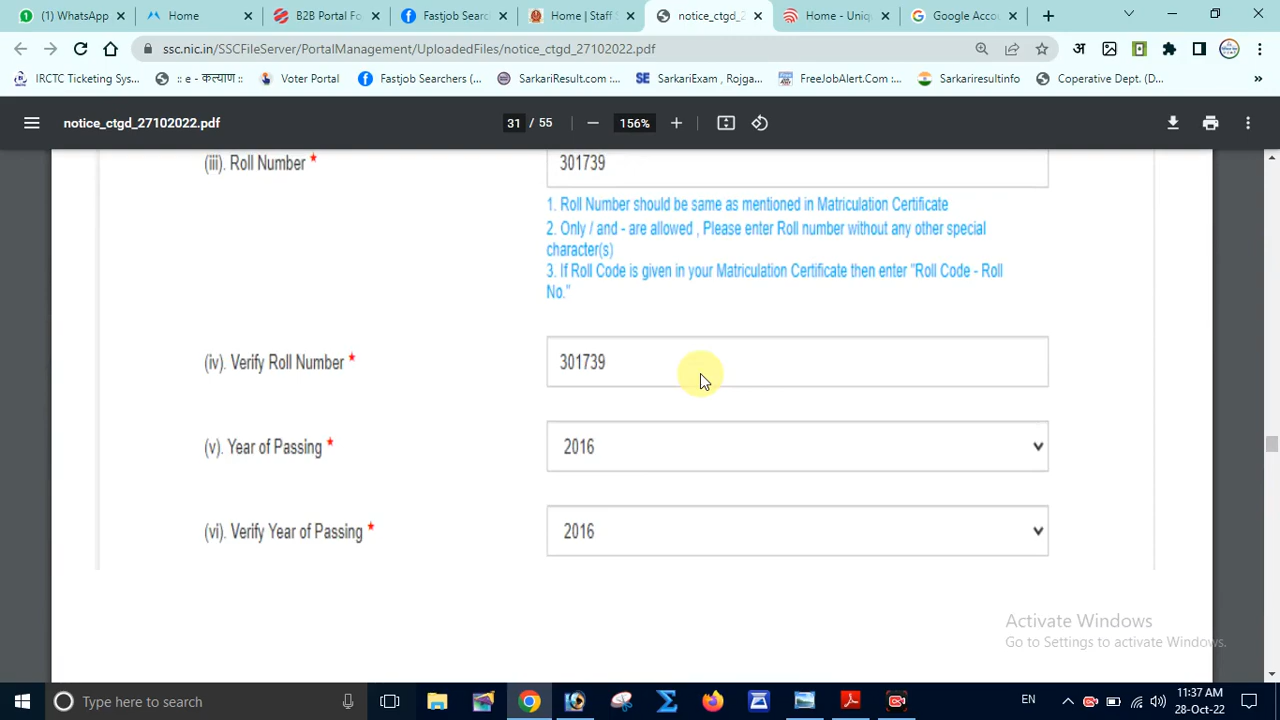 (1) WhatsApp
Home
B2B Portal Fo
Fastjob Sear
Home | Staff S
notice_ctgd_2
Home - Uniq
Google Acco
ssc.nic.in/SSCFileServer/PortalManagement/UploadedFiles/notice_ctgd_27102022.pdf
अ
IRCTC Ticketing Sys...
:: e - कल्याण ::
Voter Portal
Fastjob Searchers (...
SarkariResult.com :...
SE SarkariExam , Rojga...
FreeJobAlert.Com :...
Sarkariresultinfo
Coperative Dept. (D...
»
notice_ctgd_27102022.pdf
31 / 55
156%
(iii). Roll Number *
301739
1. Roll Number should be same as mentioned in Matriculation Certificate
2. Only / and - are allowed , Please enter Roll number without any other special
character(s)
3. If Roll Code is given in your Matriculation Certificate then enter "Roll Code - Roll
No."
(iv). Verify Roll Number *
301739
(v). Year of Passing *
2016
(vi). Verify Year of Passing *
2016
Activate Windows
Go to Settings to activate Windows.
Type here to search
EN
11:37 AM
28-Oct-22